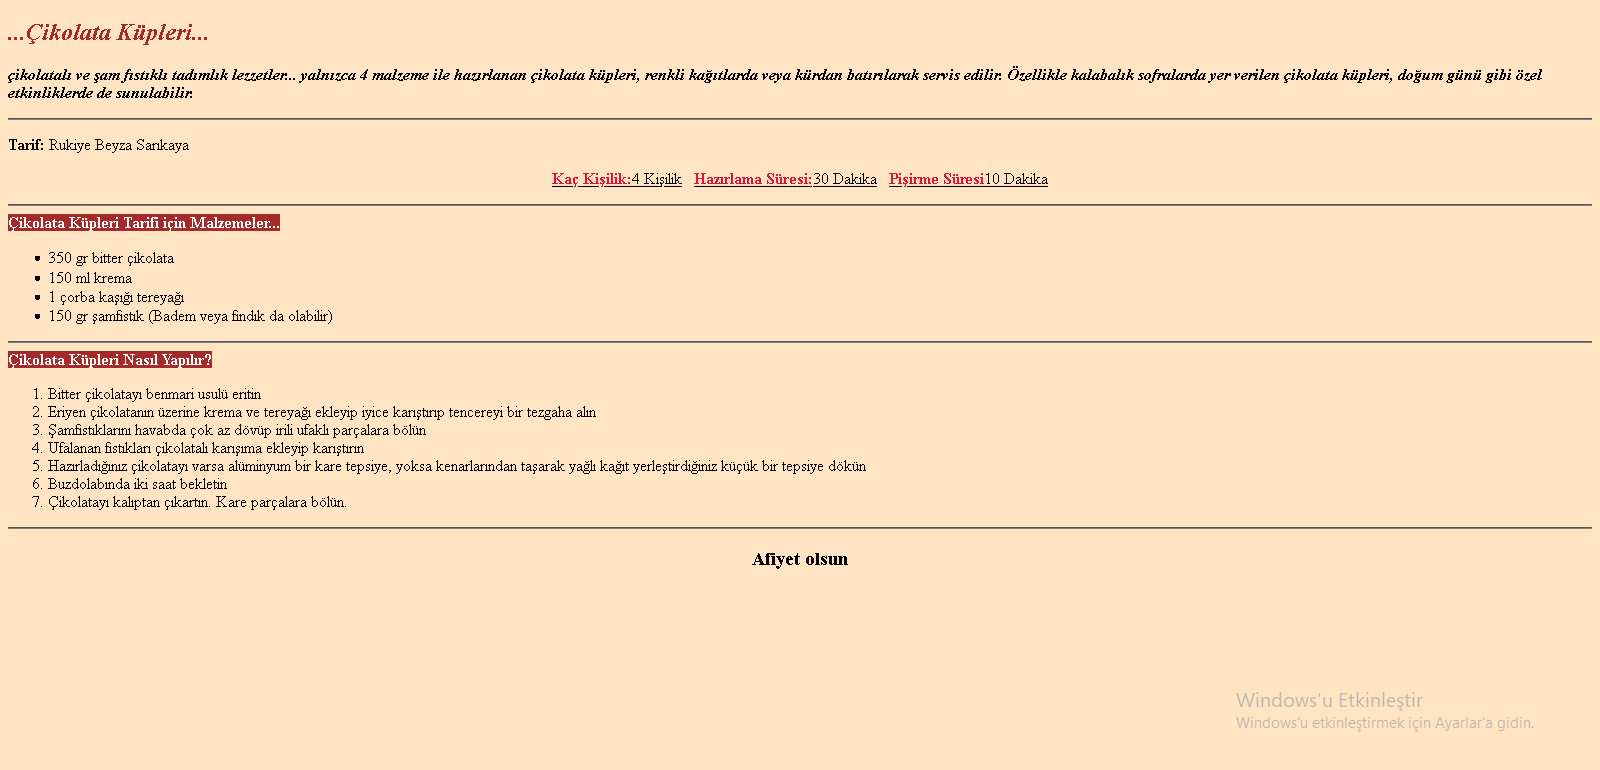 ...Çikolata Küpleri...
çikolatalı ve şam fıstıklı tadımlık lezzetler... yalnızca 4 malzeme ile hazırlanan çikolata küpleri, renkli kağıtlarda veya kürdan batırılarak servis edilir. Özellikle kalabalık sofralarda yer verilen çikolata küpleri, doğum günü gibi özel
etkinliklerde de sunulabilir.
Tarif: Rukiye Beyza Sarıkaya
Kaç Kişilik:4 Kişilik Hazırlama Süresi:30 Dakika Pişirme Süresi10 Dakika
Çikolata Küpleri Tarifi için Malzemeler...
• 350 gr bitter çikolata
• 150 ml krema
• 1 çorba kaşığı tereyağı
• 150 gr şamfıstık (Badem veya fındık da olabilir)
Çikolata Küpleri Nasıl Yapılır?
1. Bitter çikolatayı benmari usulü eritin
2. Eriyen çikolatanın üzerine krema ve tereyağı ekleyip iyice karıştırıp tencereyi bir tezgaha alın
3. Şamfıstıklarını havabda çok az dövüp irili ufaklı parçalara bölün
4. Ufalanan fıstıkları çikolatalı karışıma ekleyip karıştırın
5. Hazırladığınız çikolatayı varsa alüminyum bir kare tepsiye, yoksa kenarlarından taşarak yağlı kağıt yerleştirdiğiniz küçük bir tepsiye dökün
6. Buzdolabında iki saat bekletin
7. Çikolatayı kalıptan çıkartın. Kare parçalara bölün.
Afiyet olsun
Windows'u Etkinleştir
Windows'u etkinleştirmek için Ayarlar'a gidin.